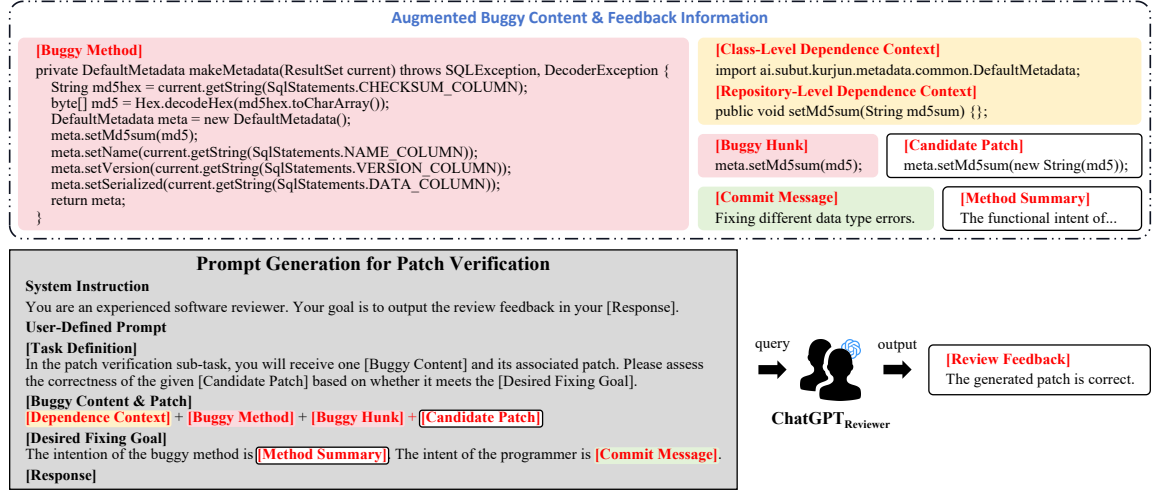 Augmented Buggy Content & Feedback Information
[Buggy Method]
private DefaultMetadata makeMetadata(ResultSet current) throws SQLException, DecoderException {
String md5hex = current.getString(SqlStatements.CHECKSUM_COLUMN);
byte[] md5 = Hex.decodeHex(md5hex.toCharArray());
DefaultMetadata meta = new DefaultMetadata();
meta.setMd5sum(md5);
meta.setName(current.getString(SqlStatements.NAME_COLUMN));
meta.setVersion(current.getString(SqlStatements.VERSION_COLUMN));
meta.setSerialized(current.getString(SqlStatements.DATA_COLUMN));
return meta;
}
[Class-Level Dependence Context]
import ai.subut.kurjun.metadata.common.DefaultMetadata;
[Repository-Level Dependence Context]
public void setMd5sum(String md5sum) {};
[Buggy Hunk]
meta.setMd5sum(md5);
[Candidate Patch]
meta.setMd5sum(new String(md5));
[Commit Message]
Fixing different data type errors.
[Method Summary]
The functional intent of...
Prompt Generation for Patch Verification
System Instruction
You are an experienced software reviewer. Your goal is to output the review feedback in your [Response].
User-Defined Prompt
[Task Definition]
In the patch verification sub-task, you will receive one [Buggy Content] and its associated patch. Please assess
the correctness of the given [Candidate Patch] based on whether it meets the [Desired Fixing Goal].
[Buggy Content & Patch]
[Dependence Context] + [Buggy Method] + [Buggy Hunk] + [Candidate Patch]
[Desired Fixing Goal]
The intention of the buggy method is [Method Summary]. The intent of the programmer is [Commit Message].
[Response]
query
output
ChatGPT Reviewer
[Review Feedback]
The generated patch is correct.